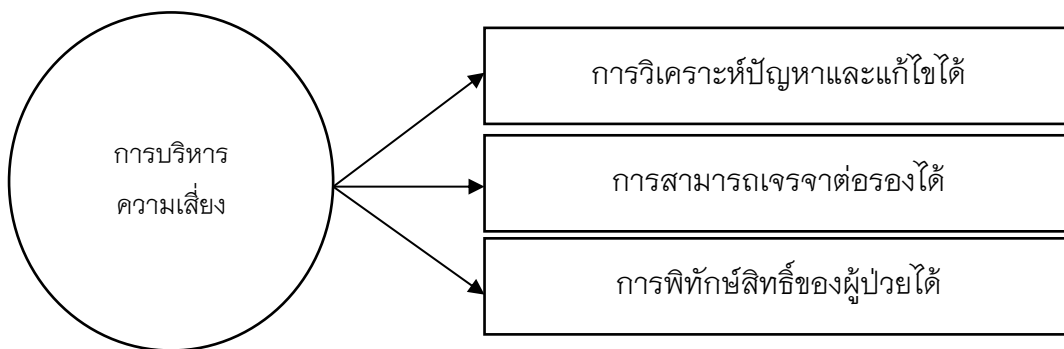 การบริหาร
ความเสี่ยง
การวิเคราะห์ปัญหาและแก้ไขได้
การสามารถเจรจาต่อรองได้
การพิทักษ์สิทธิ์ของผู้ป่วยได้